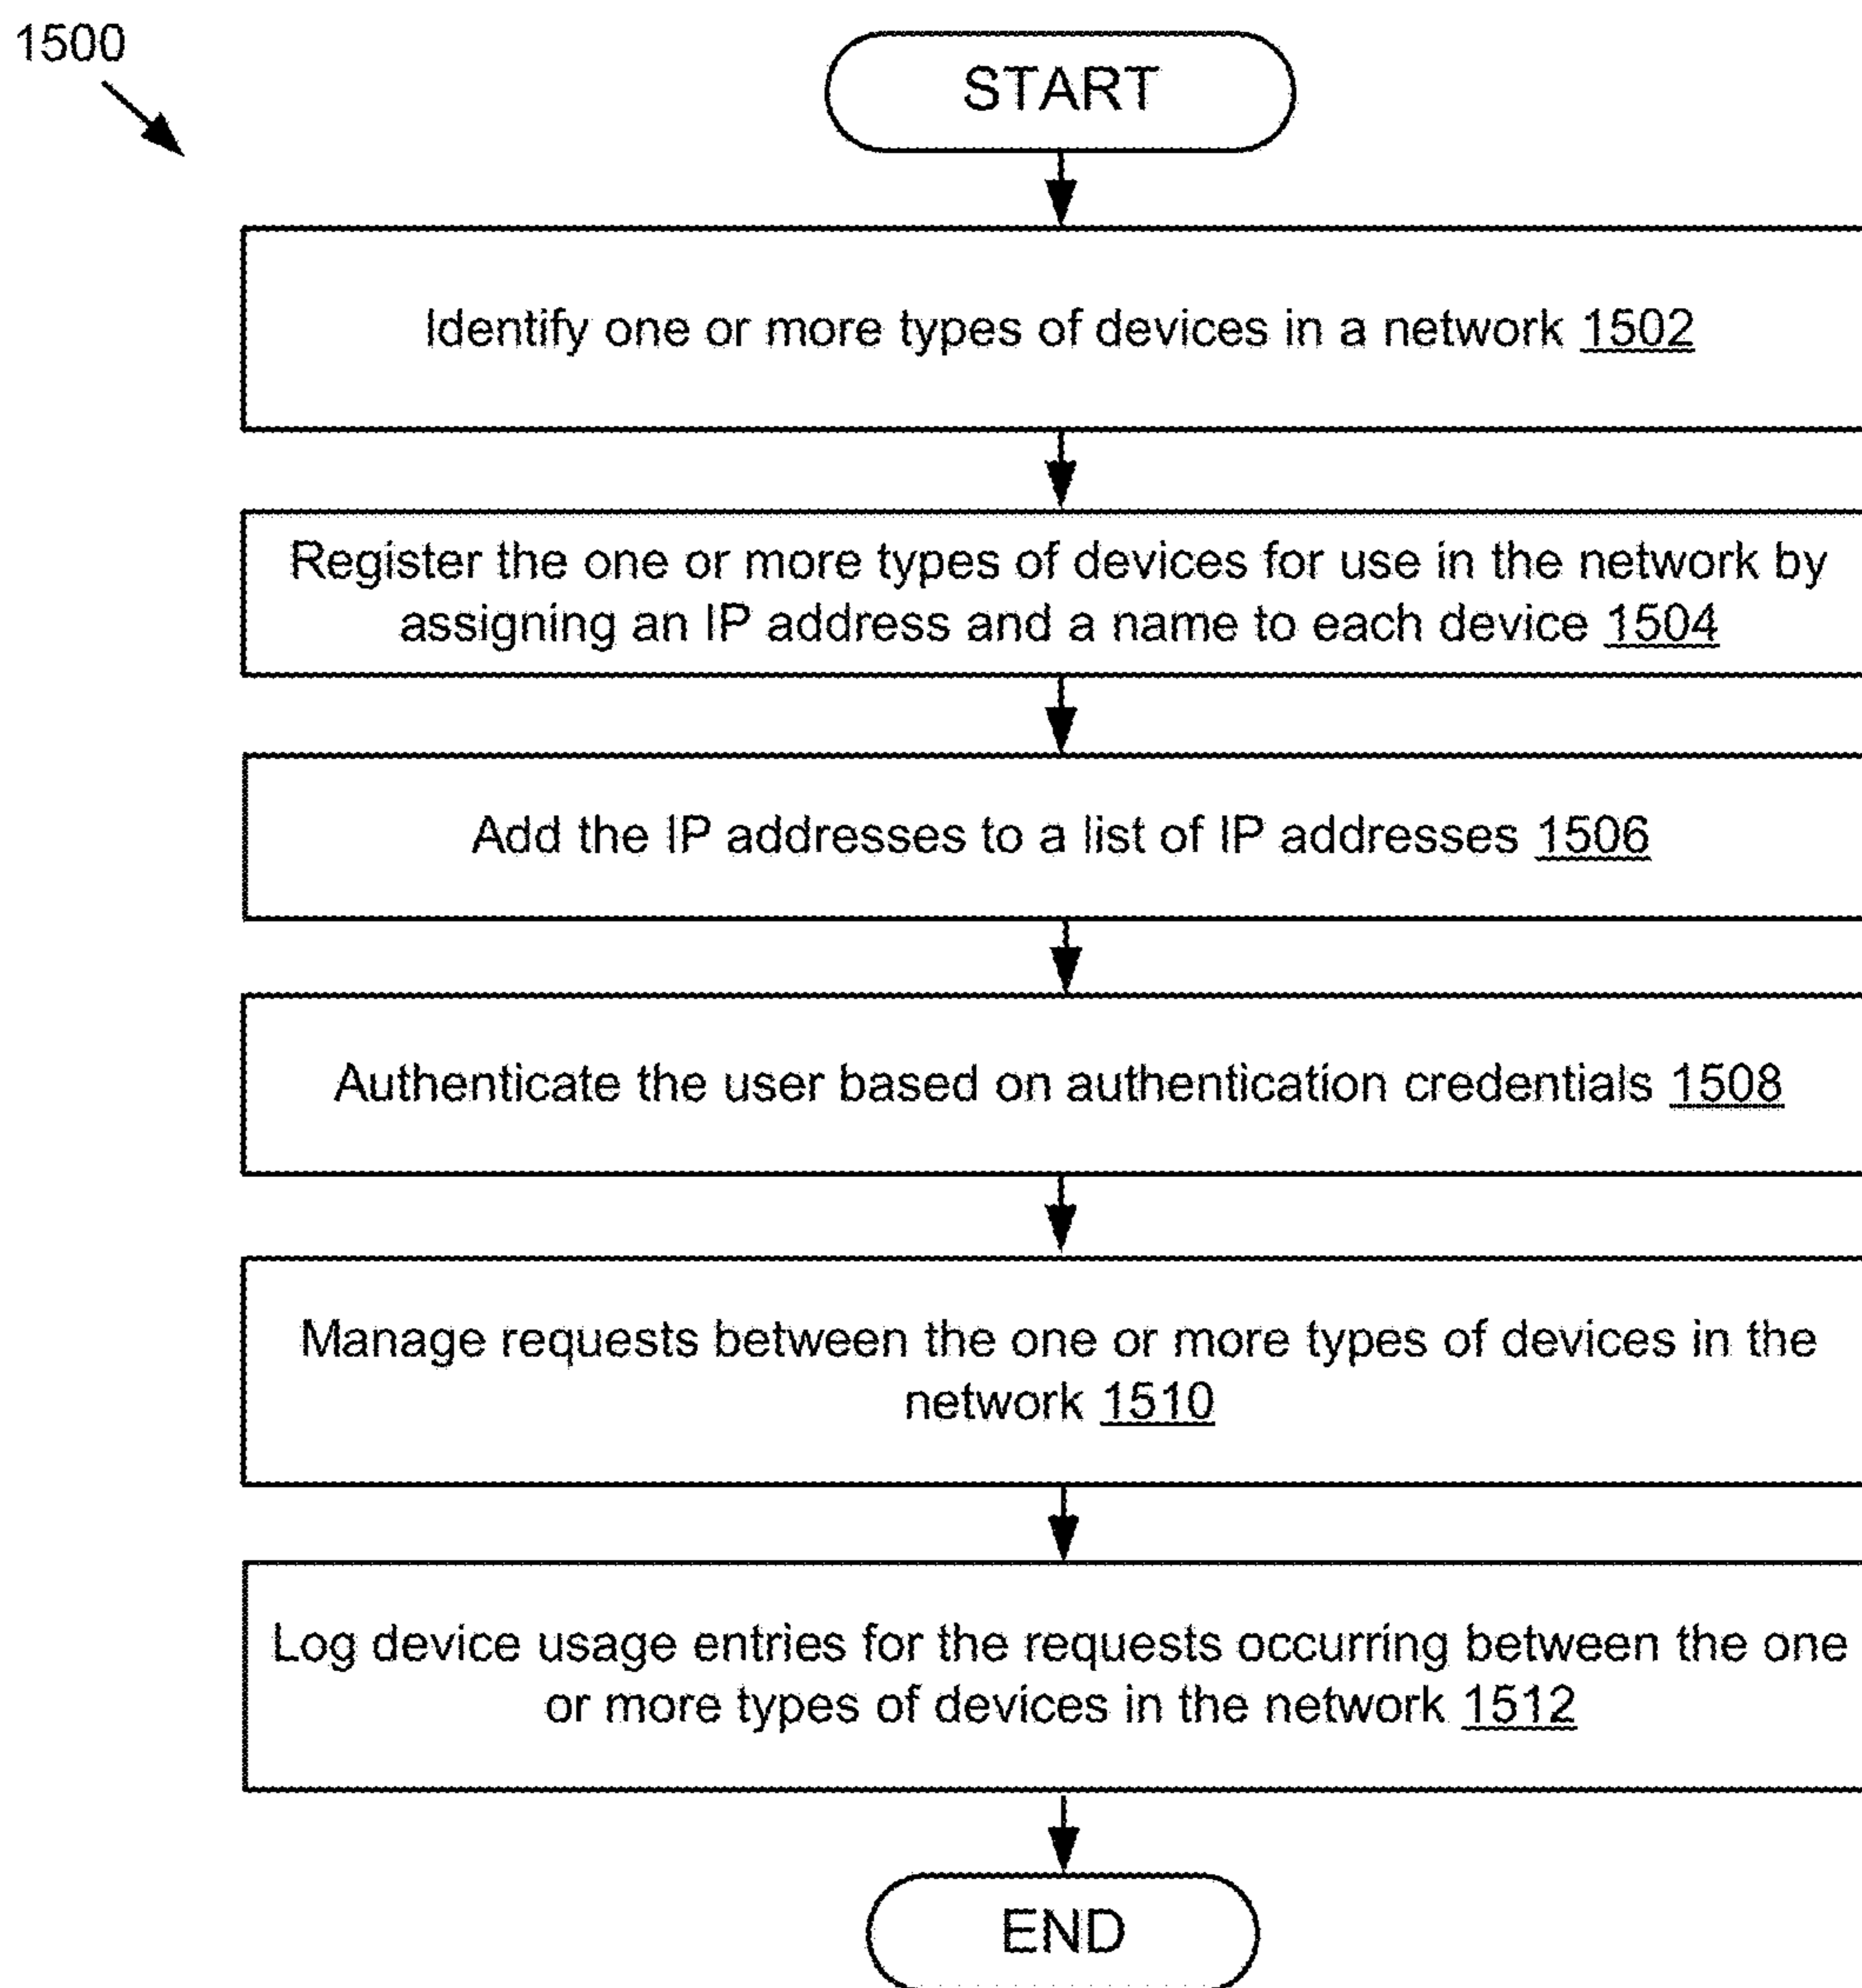 1500
START
Identify one or more types of devices in a network 1502
Register the one or more types of devices for use in the network by
assigning an IP address and a name to each device 1504
Add the IP addresses to a list of IP addresses 1506
Authenticate the user based on authentication credentials 1508
Manage requests between the one or more types of devices in the
network 1510
Log device usage entries for the requests occurring between the one
or more types of devices in the network 1512
END